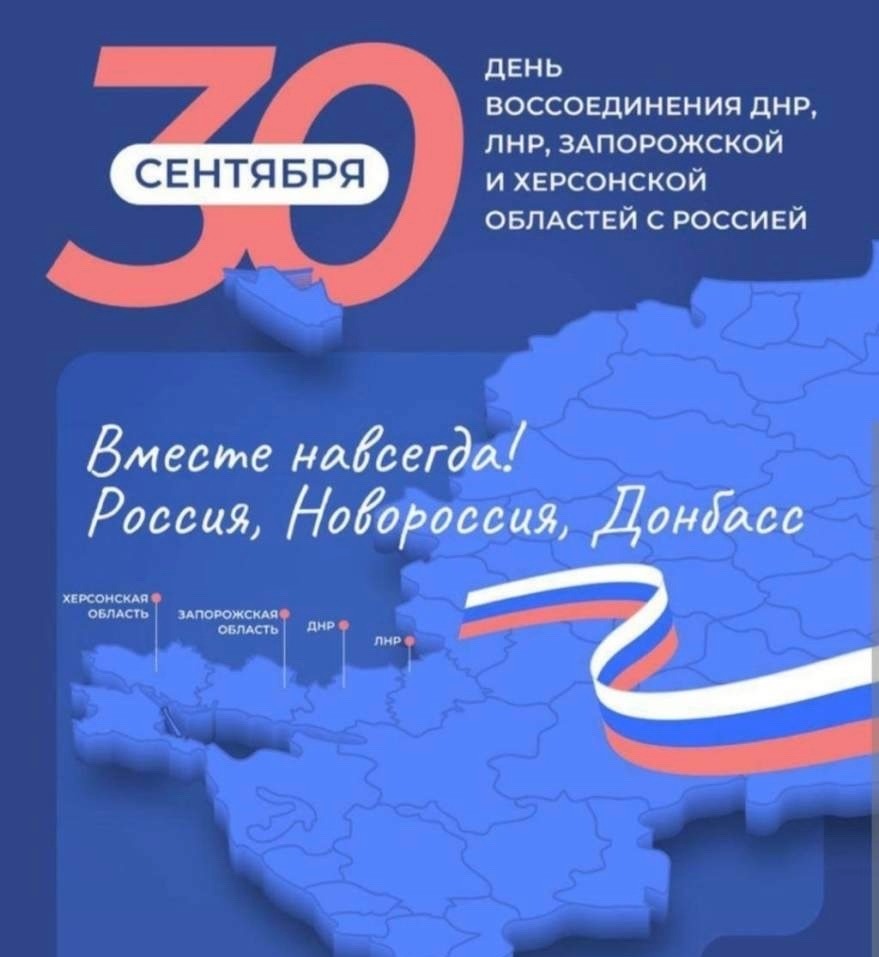 30
СЕНТЯБРЯ
ДЕНЬ
ВОССОЕДИНЕНИЯ ДНР,
ЛНР, ЗАПОРОЖСКОЙ
И ХЕРСОНСКОЙ
ОБЛАСТЕЙ С РОССИЕЙ
Вместе навсегда!
Россия, Новороссия, Донбасс
ХЕРСОНСКАЯ
ОБЛАСТЬ
ЗАПОРОЖСКАЯ
ОБЛАСТЬ
ДНР
ЛНР